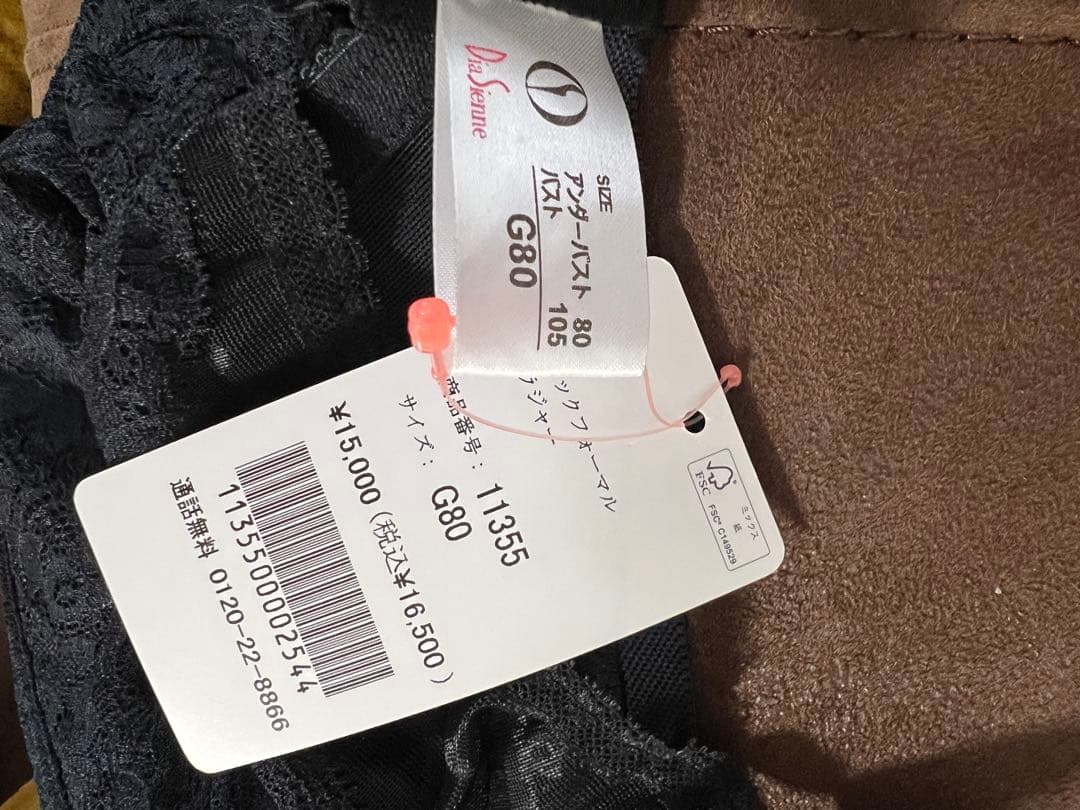 Dia Sienne
SIZE
アンダーバスト 80
バスト 105
G80
ックフォーマル
ラジャー
商品番号: 11355
サイズ: G80
¥15,000(税込¥16,500)
1135500002544
通話無料 0120-22-8866
FSC
ミックス
紙
FSC® C149529